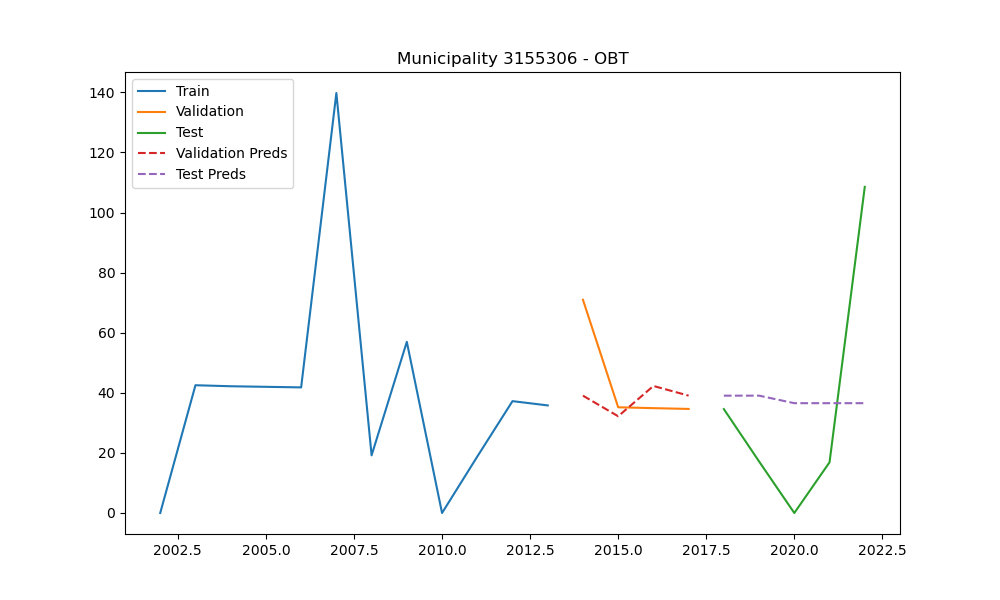 Municipality 3155306 - OBT
Train
Validation
Test
Validation Preds
Test Preds
140
120
100
80
60
40
20
0
2002.5 2005.0 2007.5 2010.0 2012.5 2015.0 2017.5 2020.0 2022.5